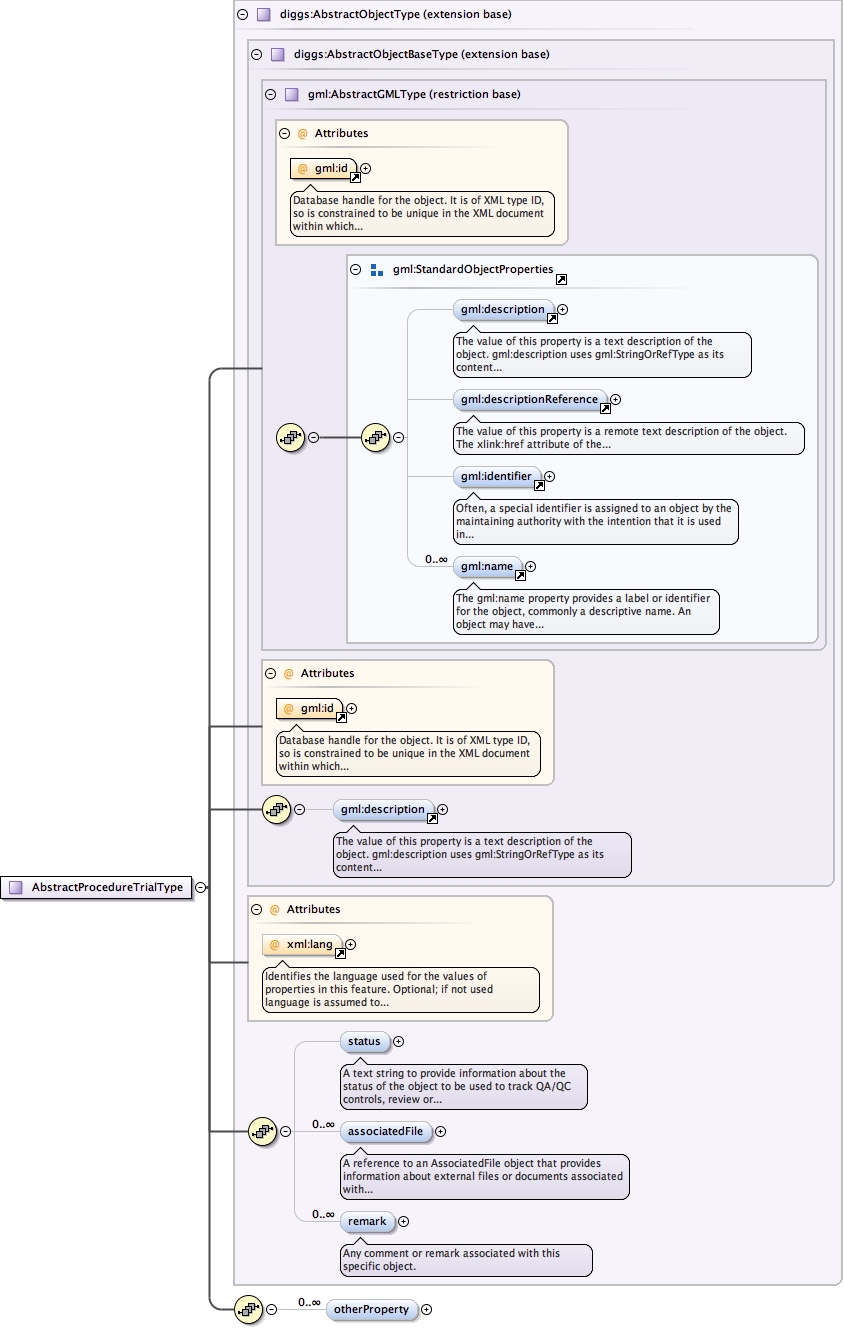 diggs:AbstractObjectType (extension base)
diggs:AbstractObjectBaseType (extension base)
gml:AbstractGMLType (restriction base)
@ Attributes
@ gml:id
Database handle for the object. It is of XML type ID,
so is constrained to be unique in the XML document
within which...
gml:StandardObjectProperties
gml:description
The value of this property is a text description of the
object. gml:description uses gml:StringOrRefType as its
content...
gml:descriptionReference
The value of this property is a remote text description of the object.
The xlink:href attribute of the...
gml:identifier
Often, a special identifier is assigned to an object by the
maintaining authority with the intention that it is used
in...
0..∞
gml:name
The gml:name property provides a label or identifier
for the object, commonly a descriptive name. An
object may have...
@ Attributes
@ gml:id
Database handle for the object. It is of XML type ID,
so is constrained to be unique in the XML document
within which...
gml:description
The value of this property is a text description of the
object. gml:description uses gml:StringOrRefType as its
content...
AbstractProcedureTrialType
@ Attributes
@ xml:lang
Identifies the language used for the values of
properties in this feature. Optional; if not used
language is assumed to...
status
A text string to provide information about the
status of the object to be used to track QA/QC
controls, review or...
0..∞
associatedFile
A reference to an AssociatedFile object that provides
information about external files or documents associated
with...
0..∞
remark
Any comment or remark associated with this
specific object.
0..∞
otherProperty